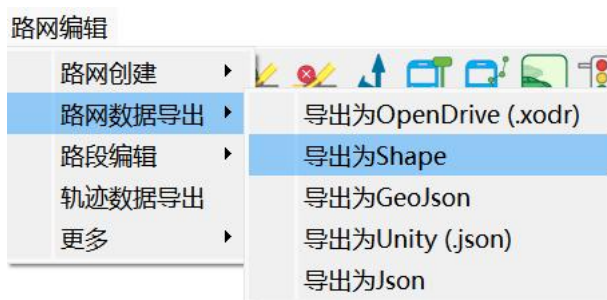 路网编辑
路网创建
路网数据导出
路段编辑
轨迹数据导出
更多
导出为OpenDrive (.xodr)
导出为Shape
导出为GeoJson
导出为Unity (.json)
导出为Json